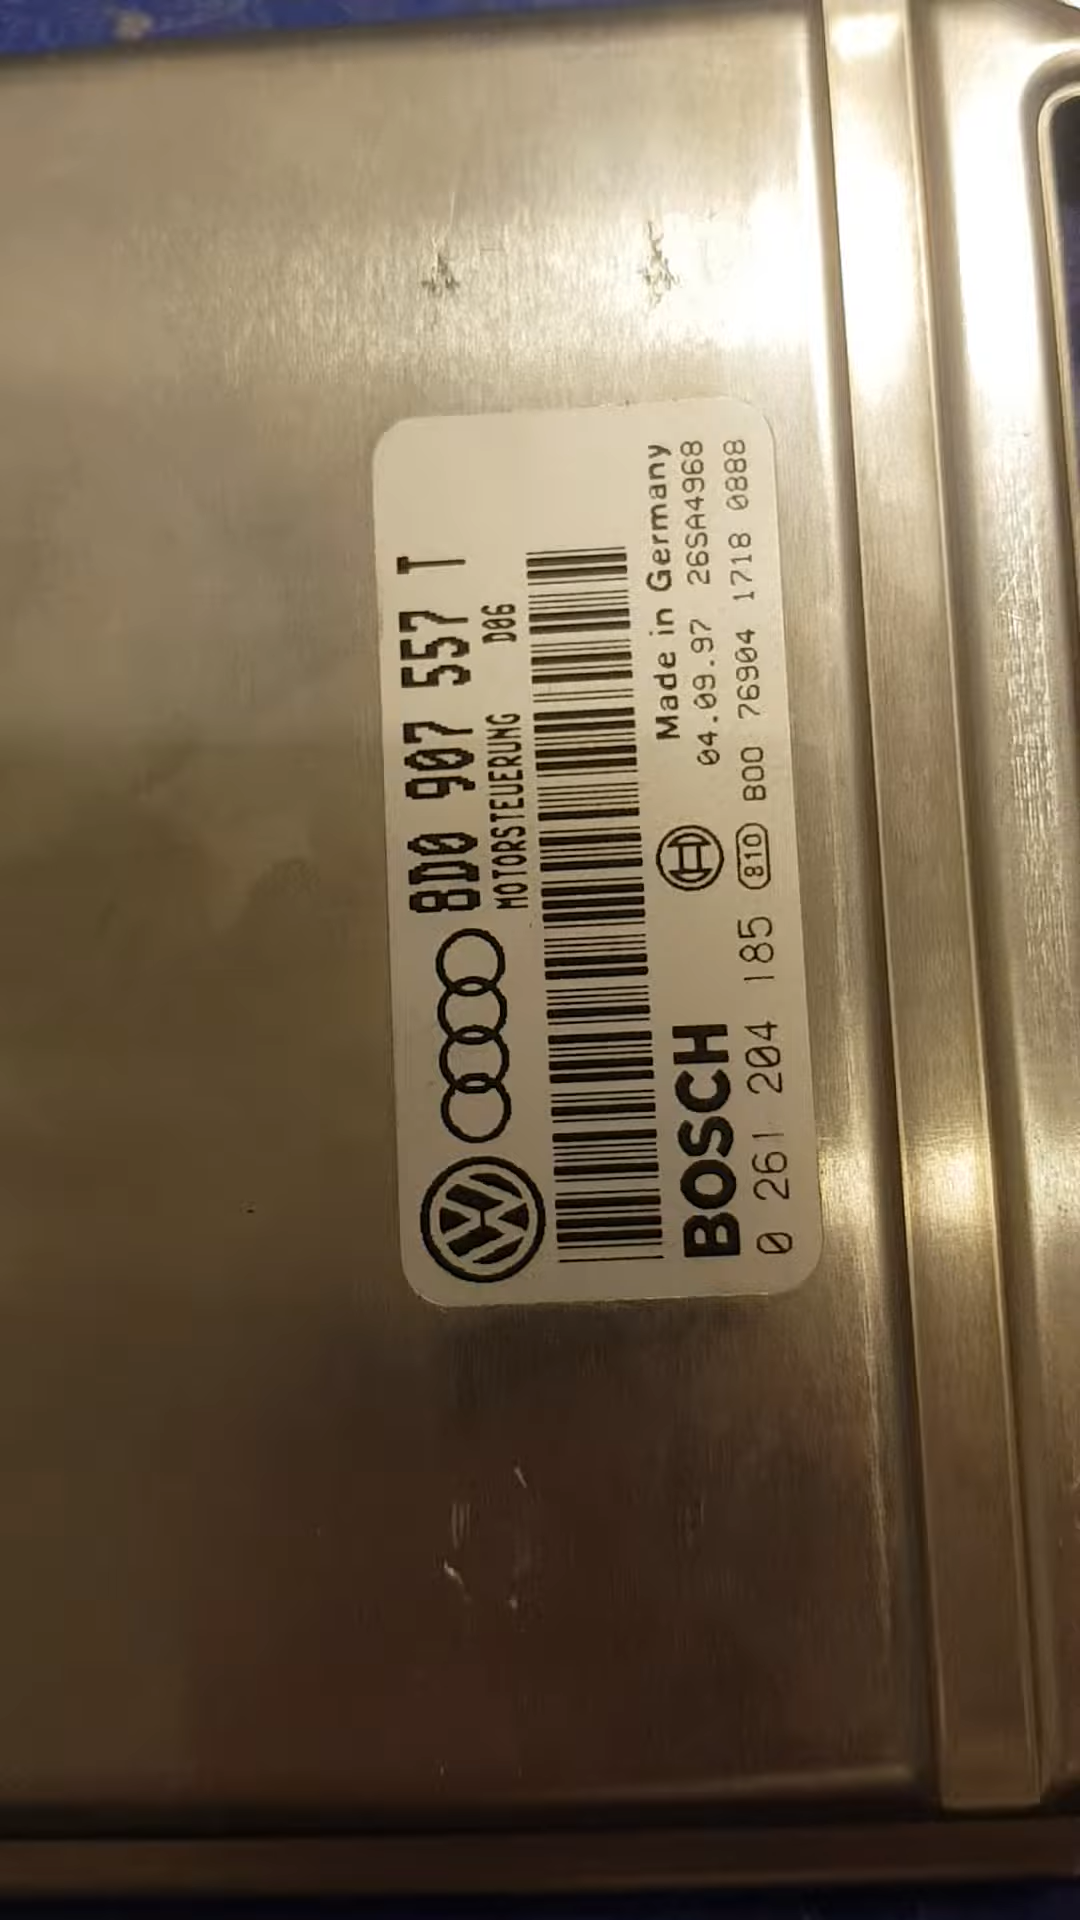 8D0 907 557 T
MOTORSTEUERUNG D06
BOSCH
Made in Germany
04.09.97 26SA4968
0 261 204 185 810 B00 76904 1718 0888